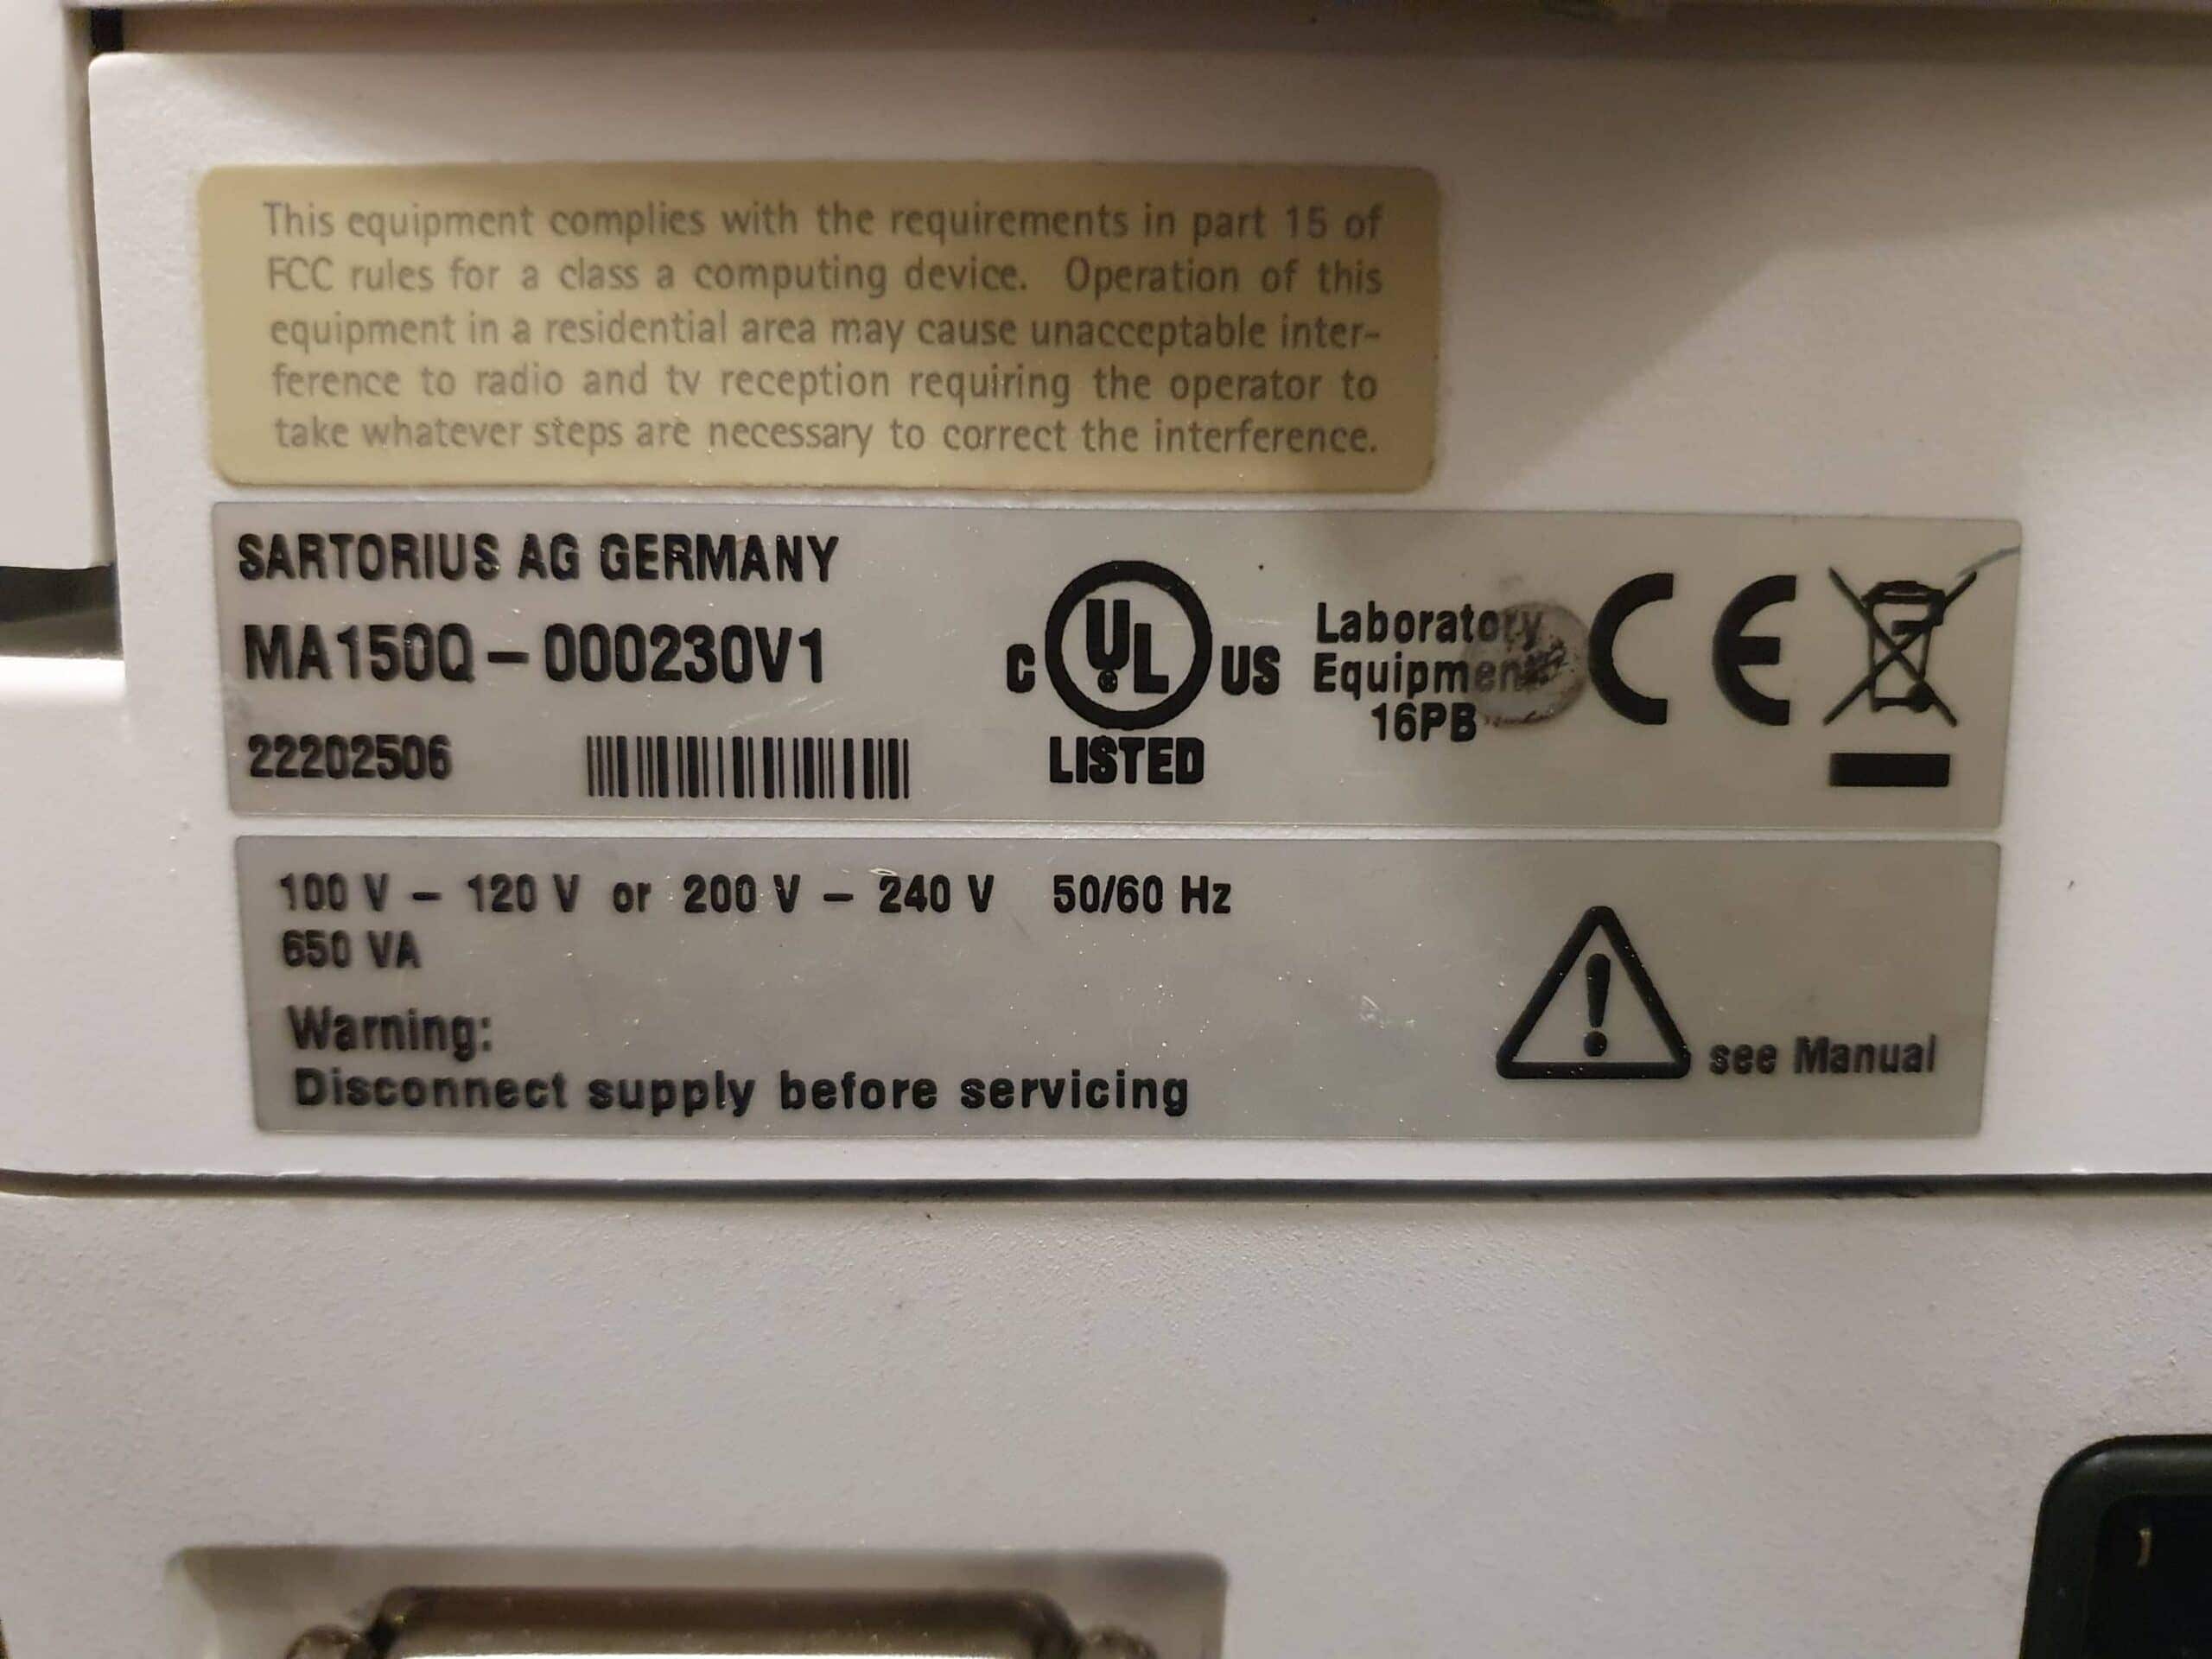 This equipment complies with the requirements in part 15 of
FCC rules for a class a computing device. Operation of this
equipment in a residential area may cause unacceptable inter-
ference to radio and tv reception requiring the operator to
take whatever steps are necessary to correct the interference.
SARTORIUS AG GERMANY
MA150Q – 000230V1
22202506
C UL ® US
LISTED
Laboratory
Equipment
16PB
CE
100 V – 120 V or 200 V – 240 V 50/60 Hz
650 VA
Warning:
Disconnect supply before servicing
see Manual